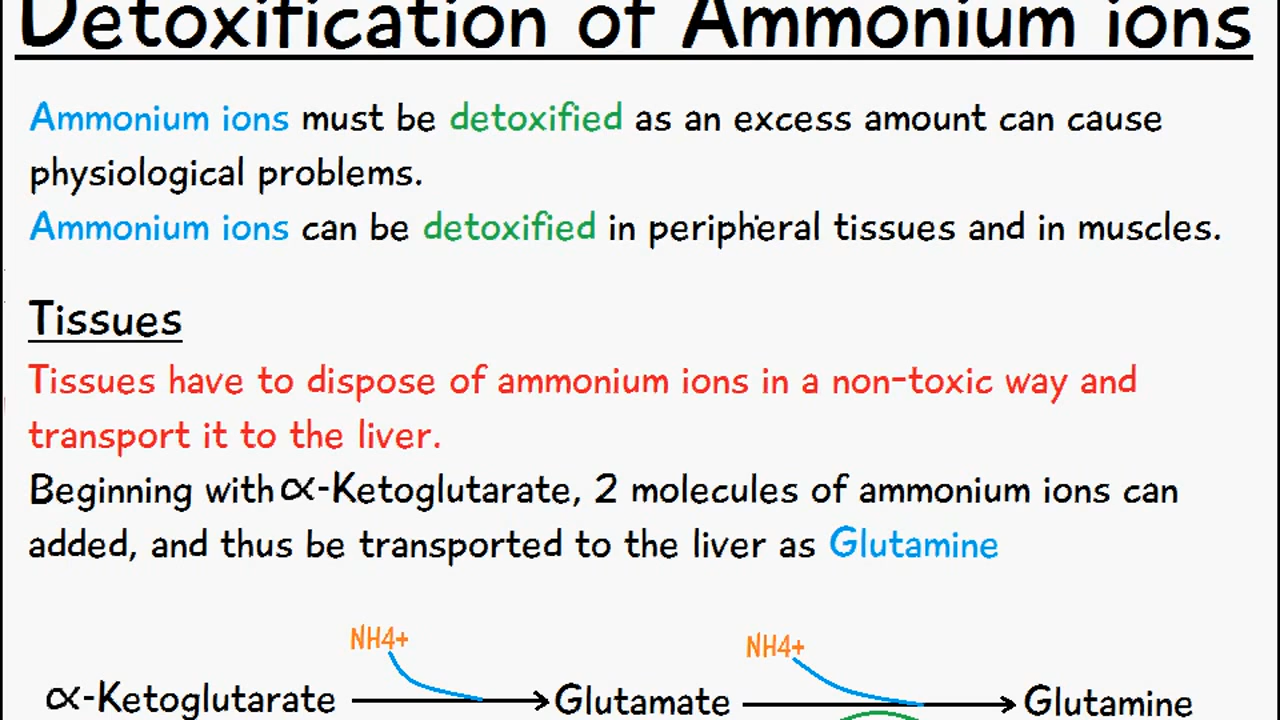 Detoxification of Ammonium ions
Ammonium ions must be detoxified as an excess amount can cause
physiological problems.
Ammonium ions can be detoxified in peripheral tissues and in muscles.
Tissues
Tissues have to dispose of ammonium ions in a non-toxic way and
transport it to the liver.
Beginning with α-Ketoglutarate, 2 molecules of ammonium ions can
added, and thus be transported to the liver as Glutamine
NH4+ NH4+
α-Ketoglutarate Glutamate Glutamine